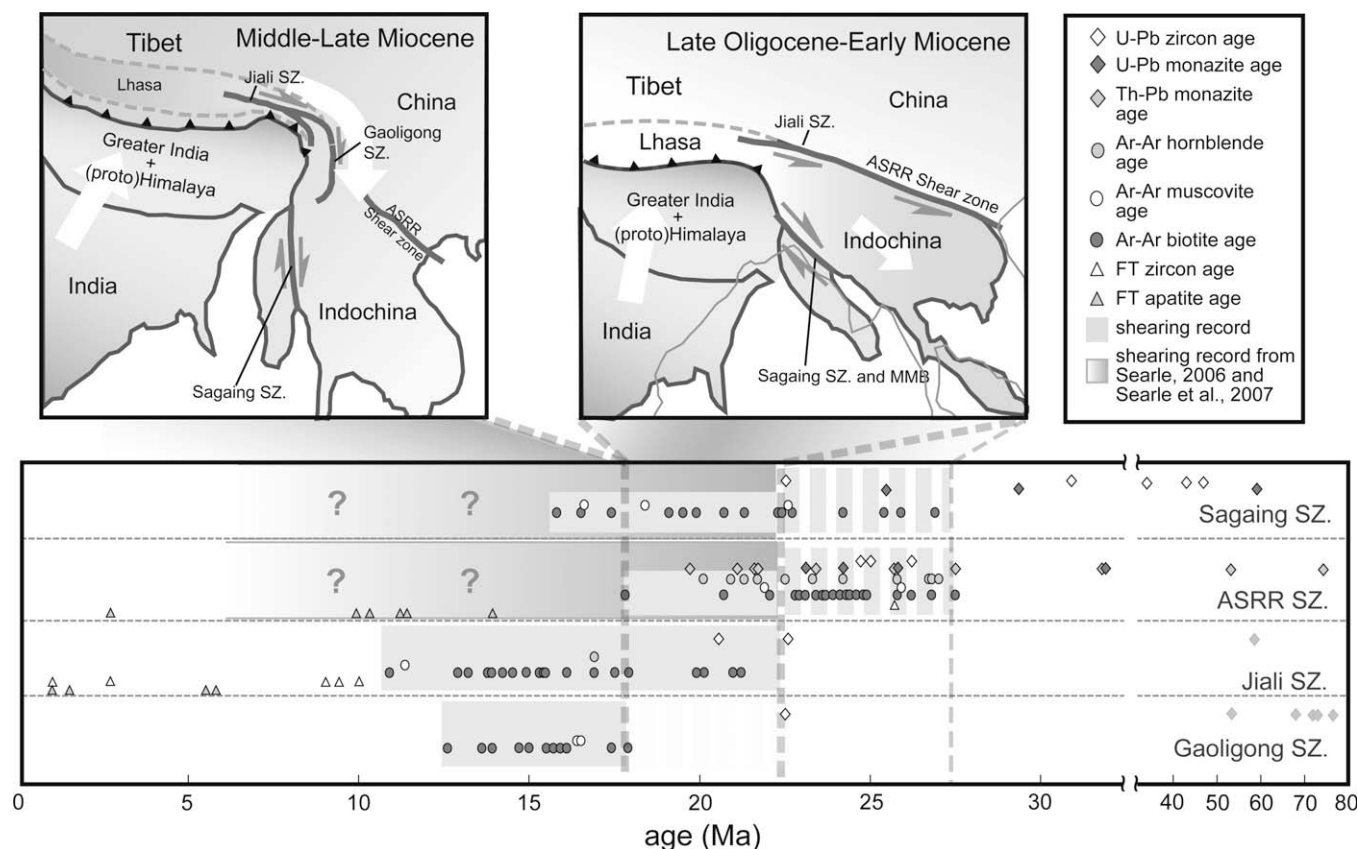 Tibet
Middle-Late Miocene
Jiali SZ.
Lhasa
China
Gaoligong
SZ.
Greater India
+
(proto)Himalaya
ASRR
Shear zone
India
Indochina
Sagaing SZ.
Late Oligocene-Early Miocene
Tibet
China
Jiali SZ.
Lhasa
ASRR Shear zone
Greater India
+
(proto)Himalaya
Indochina
India
Sagaing SZ. and MMB
U-Pb zircon age
U-Pb monazite age
Th-Pb monazite
age
Ar-Ar hornblende
age
Ar-Ar muscovite
age
Ar-Ar biotite age
FT zircon age
FT apatite age
shearing record
shearing record from
Searle, 2006 and
Searle et al., 2007
? ?
Sagaing SZ.
? ?
ASRR SZ.
Jiali SZ.
Gaoligong SZ.
0 5 10 15 20 25 30 40 50 60 70 80
age (Ma)